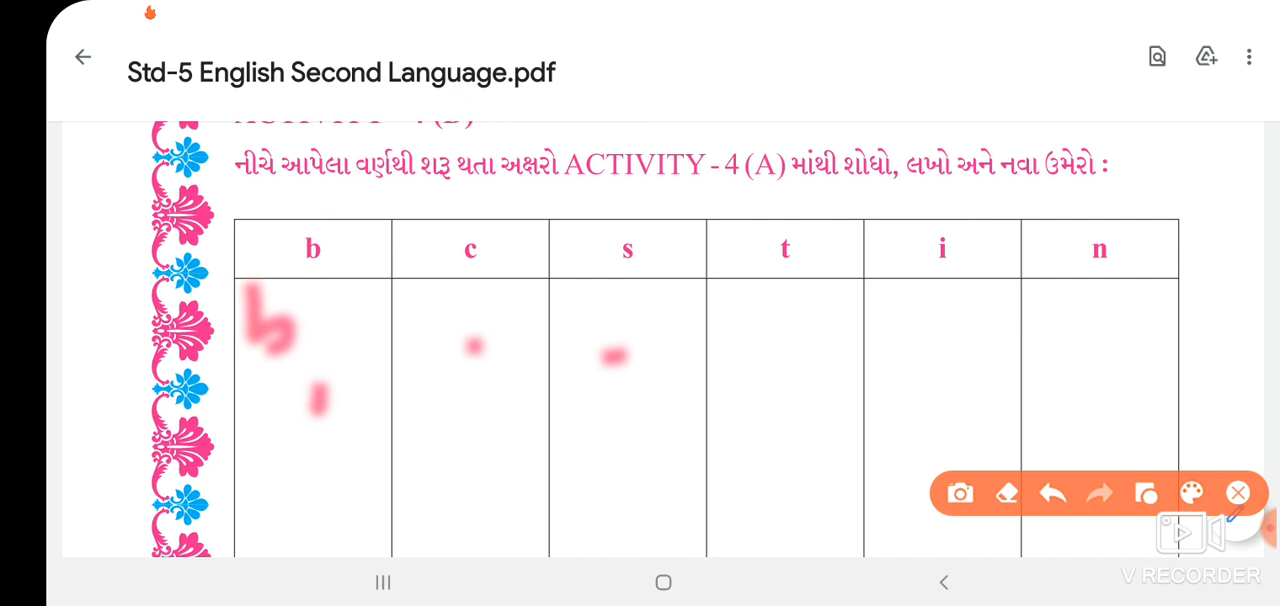 Std-5 English Second Language.pdf
નીચે આપેલા વર્ણથી શરૂ થતા અક્ષરો ACTIVITY - 4 (A) માંથી શોધો, લખો અને નવા ઉમેરો :
b c s t i n
b
V RECORDER